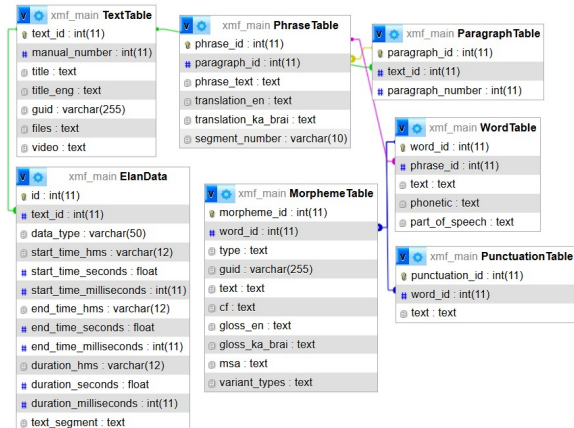 xmf_main TextTable
text_id : int(11)
manual_number : int(11)
title : text
title_eng : text
guid : varchar(255)
files : text
video : text
xmf_main PhraseTable
phrase_id : int(11)
paragraph_id : int(11)
phrase_text : text
translation_en : text
translation_ka_brai : text
segment_number : varchar(10)
xmf_main ParagraphTable
paragraph_id : int(11)
text_id : int(11)
paragraph_number : int(11)
xmf_main WordTable
word_id : int(11)
phrase_id : int(11)
text : text
phonetic : text
part_of_speech : text
xmf_main ElanData
id : int(11)
text_id : int(11)
data_type : varchar(50)
start_time_hms : varchar(12)
start_time_seconds : float
start_time_milliseconds : int(11)
end_time_hms : varchar(12)
end_time_seconds : float
end_time_milliseconds : int(11)
duration_hms : varchar(12)
duration_seconds : float
duration_milliseconds : int(11)
text_segment : text
xmf_main MorphemeTable
morpheme_id : int(11)
word_id : int(11)
type : text
guid : varchar(255)
text : text
cf : text
gloss_en : text
gloss_ka_brai : text
msa : text
variant_types : text
xmf_main PunctuationTable
punctuation_id : int(11)
word_id : int(11)
text : text